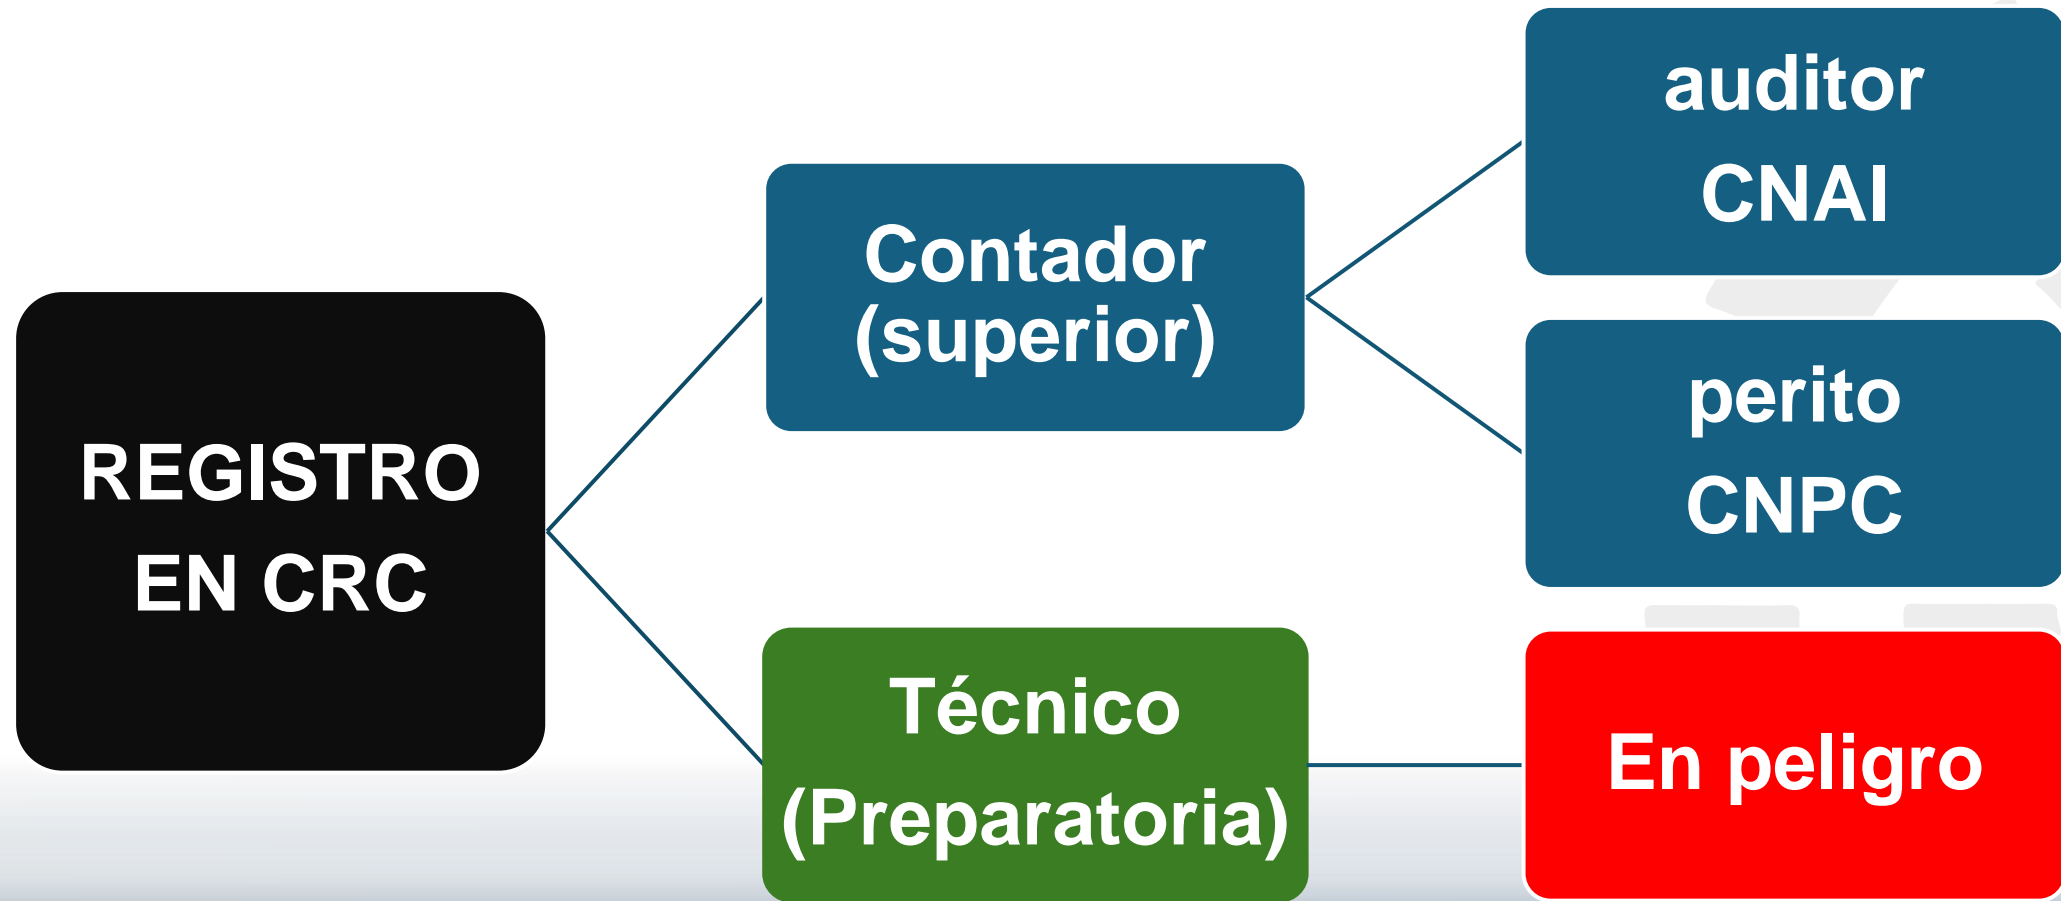 REGISTRO
EN CRC
Contador
(superior)
auditor
CNAI
perito
CNPC
Técnico
(Preparatoria)
En peligro